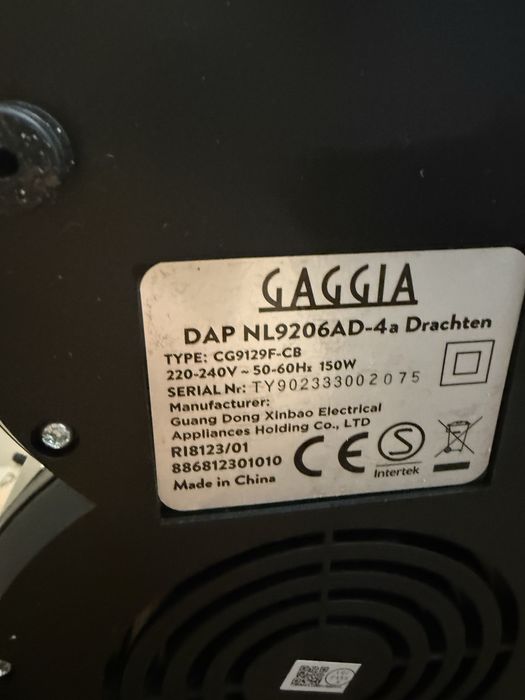 GAGGIA
DAP NL9206AD-4a Drachten
TYPE: CG9129F-CB
220-240V ~ 50-60Hz 150W
SERIAL Nr: TY902333002075
Manufacturer:
Guang Dong Xinbao Electrical
Appliances Holding Co., LTD
RI8123/01
886812301010
Made in China
CE
S
Intertek